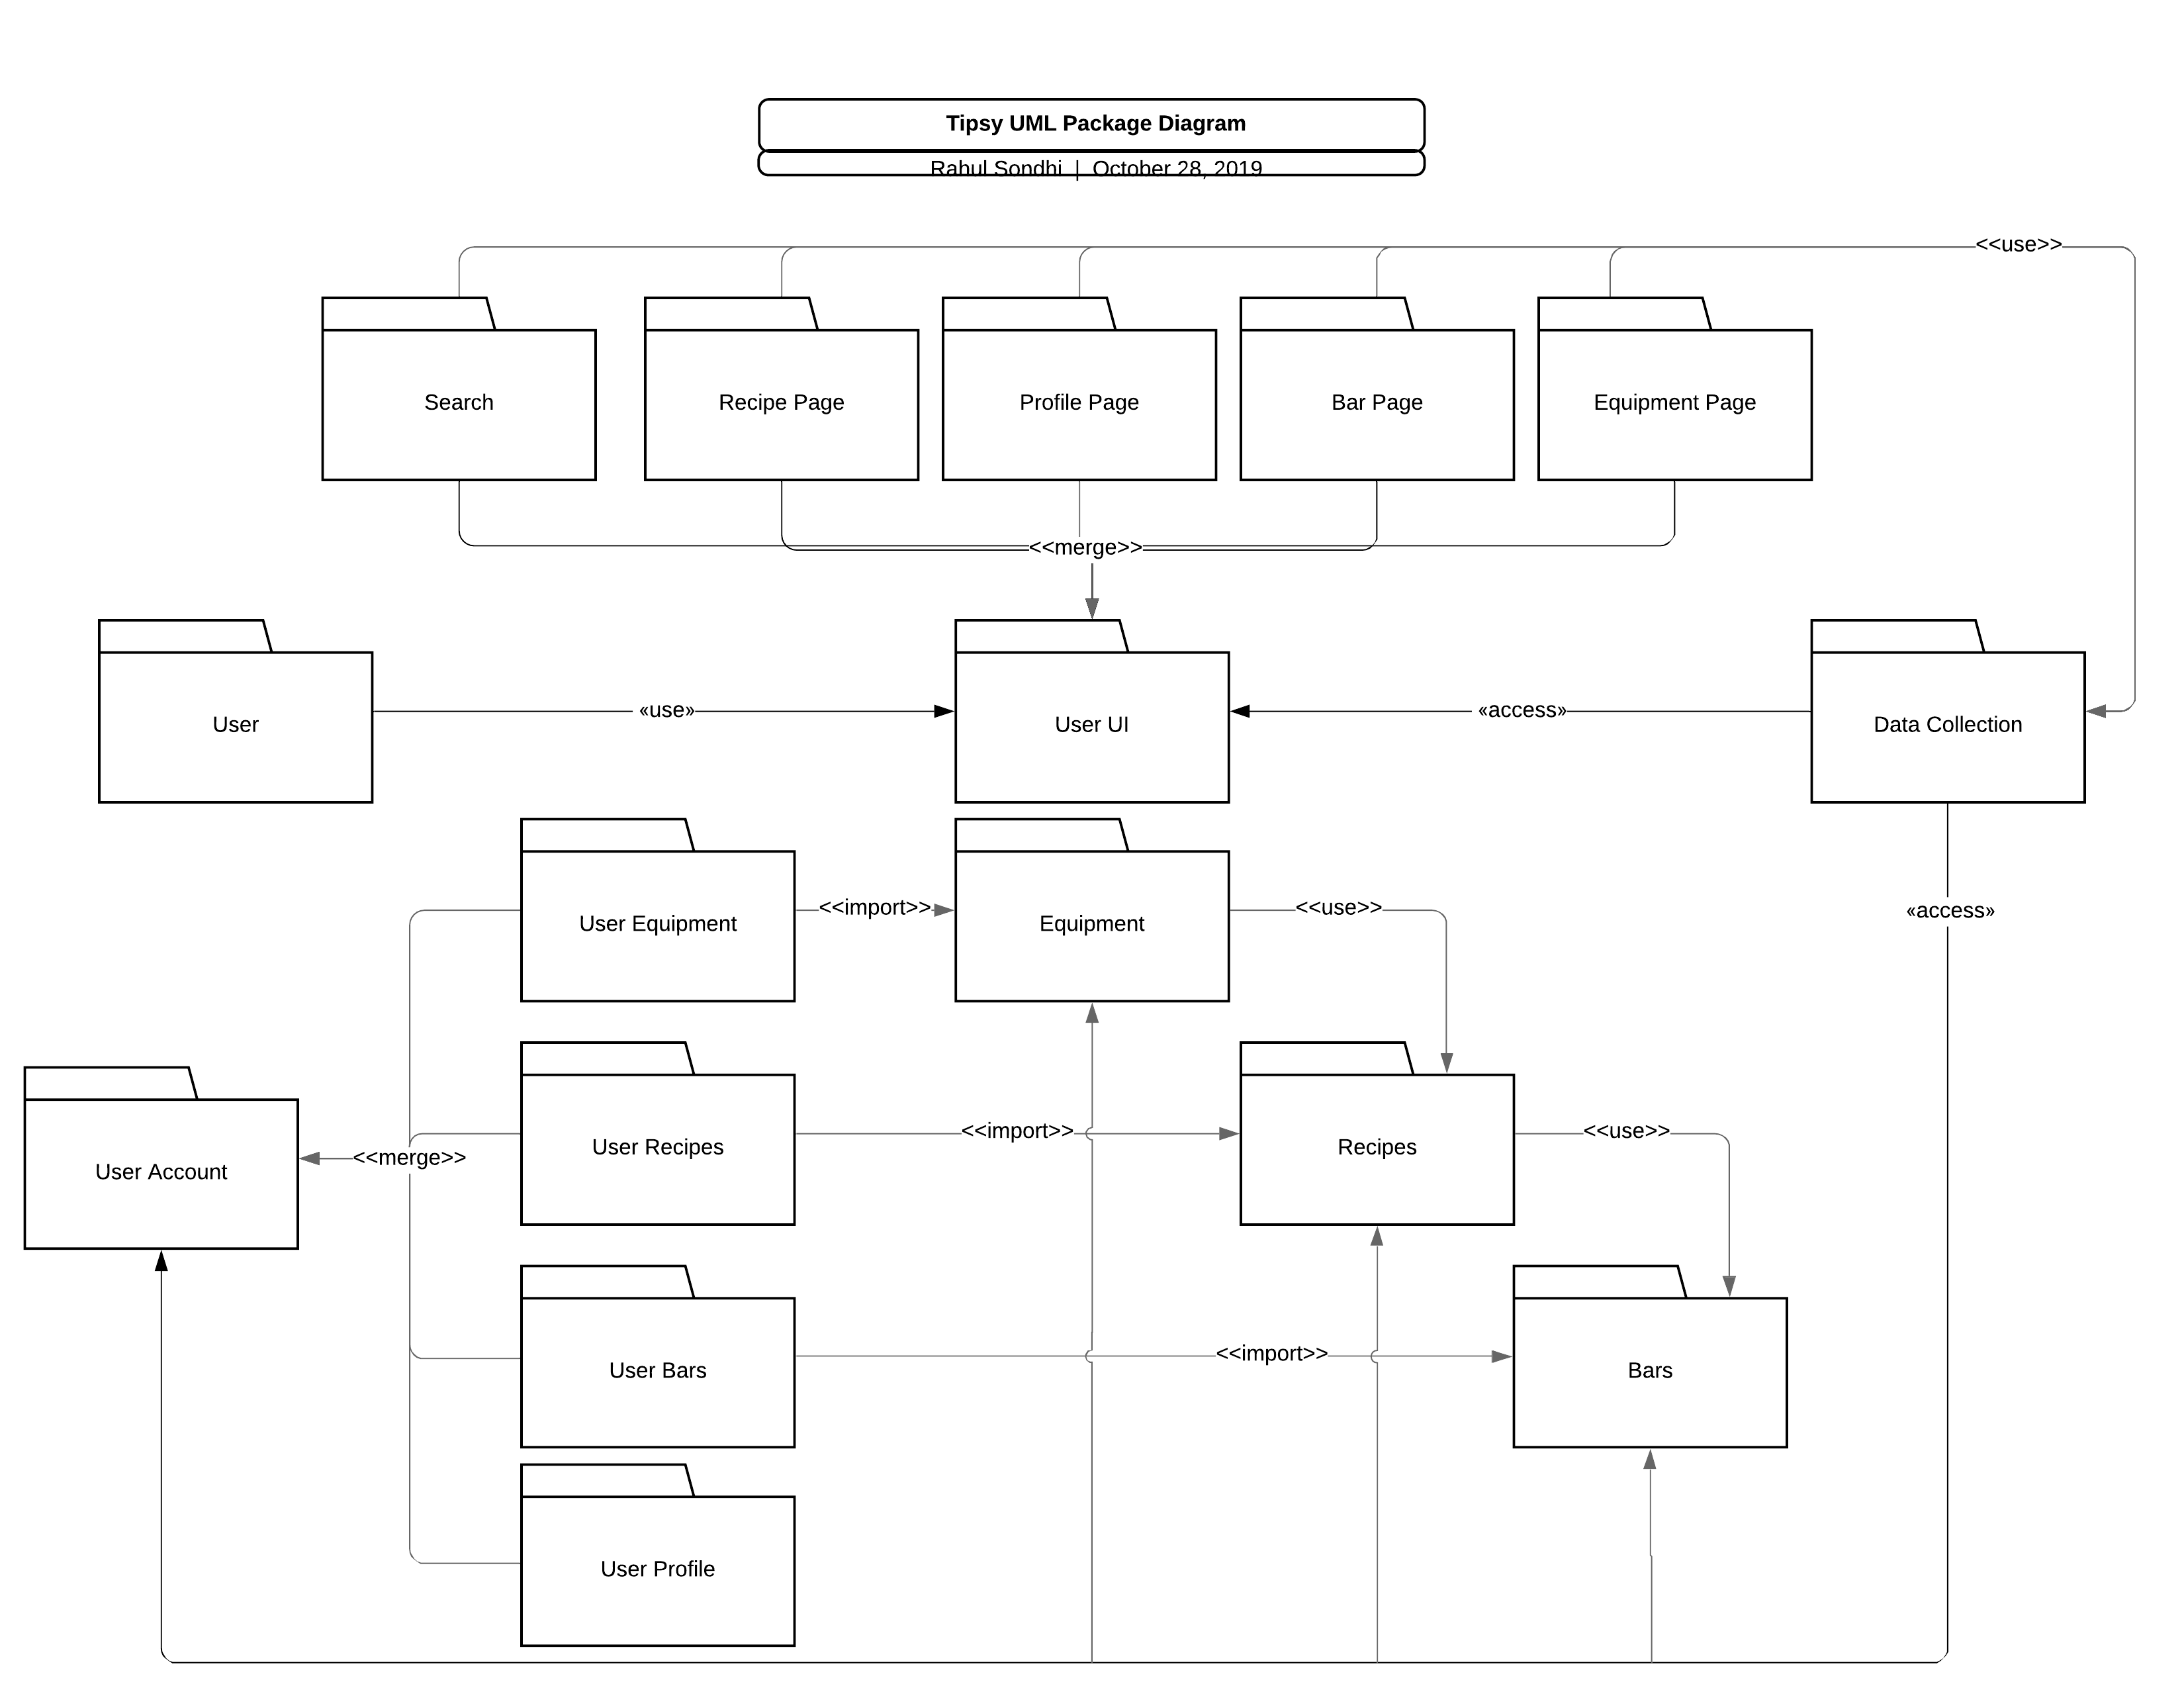 Tipsy UML Package Diagram
Rahul Sondhi | October 28, 2019
<<use>>
Search
Recipe Page
Profile Page
Bar Page
Equipment Page
<<merge>>
User
«use»
User UI
«access»
Data Collection
User Equipment
<<import>>
Equipment
<<use>>
«access»
User Account
<<merge>>
User Recipes
<<import>>
Recipes
<<use>>
User Bars
<<import>>
Bars
User Profile